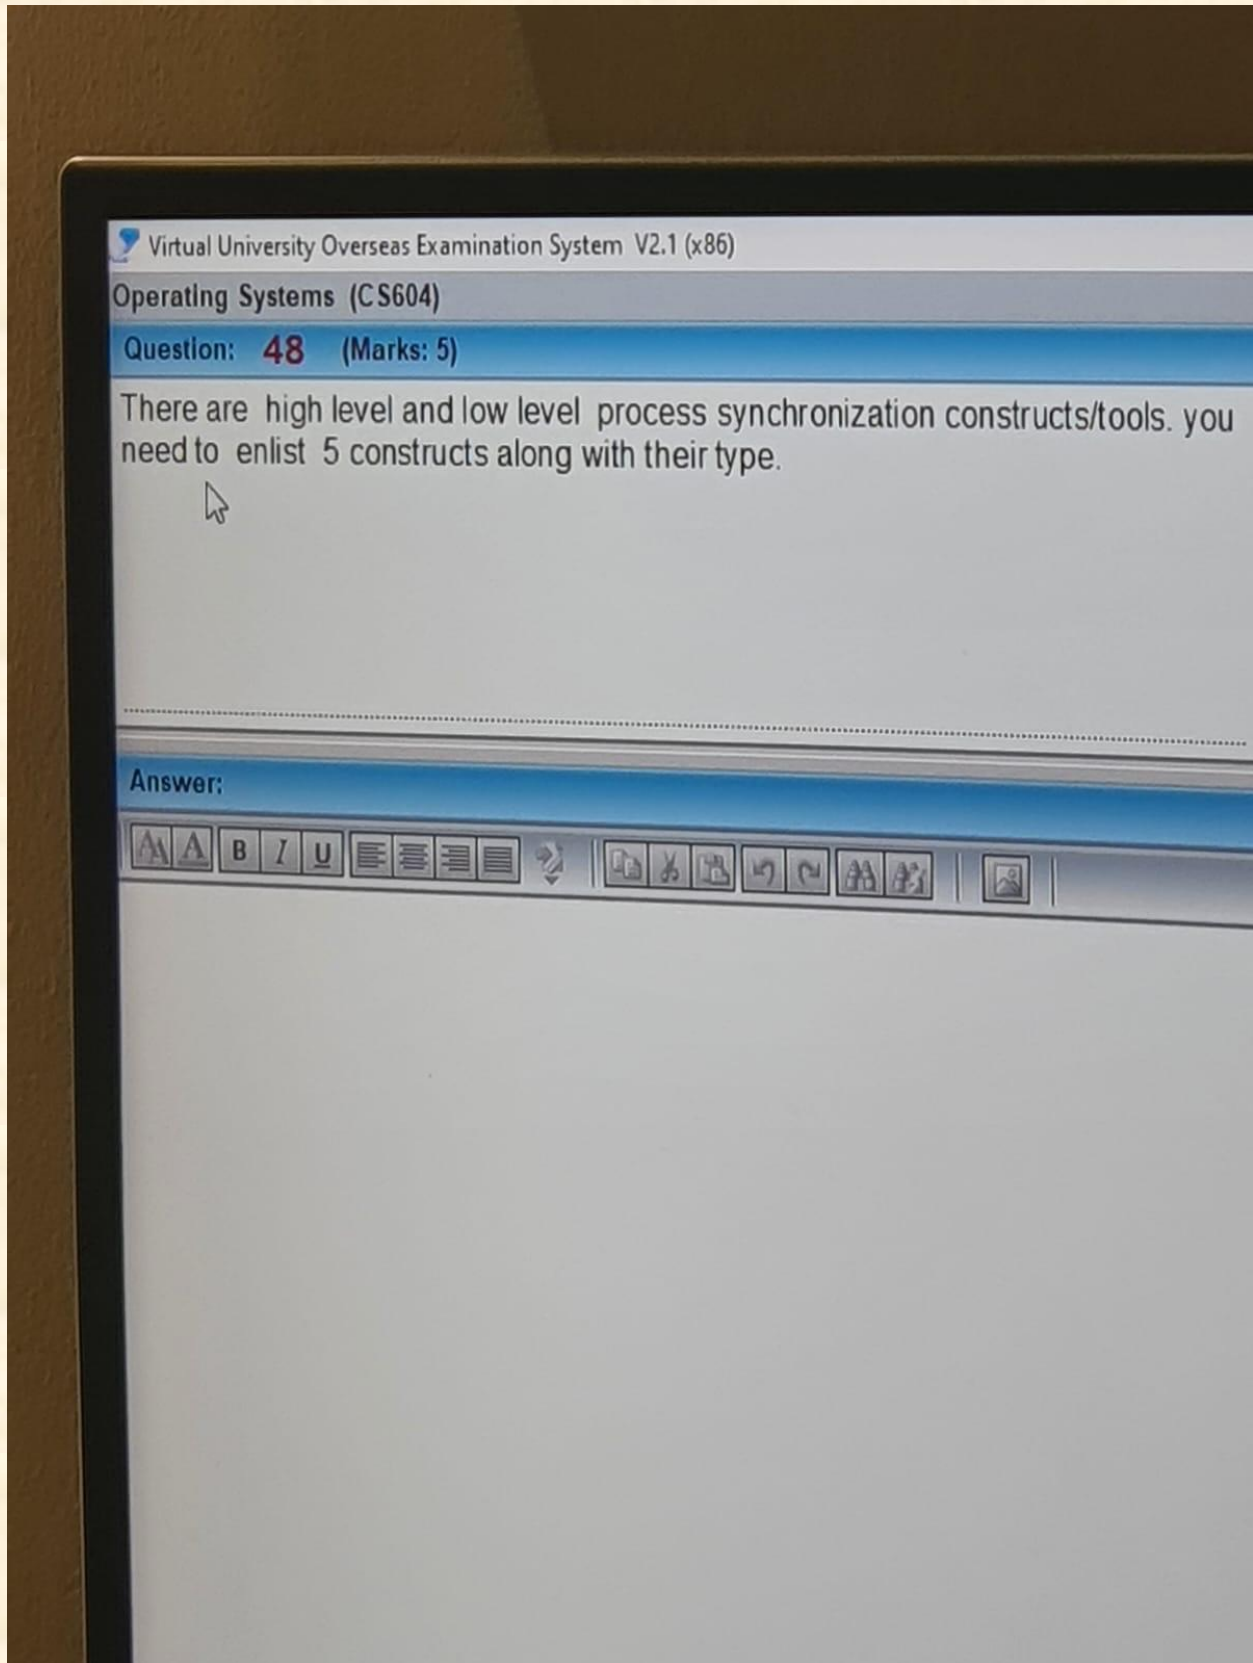 Virtual University Overseas Examination System V2.1 (x86)
Operating Systems (CS604)
Question: 48 (Marks: 5)
There are high level and low level process synchronization constructs/tools. you
need to enlist 5 constructs along with their type.
Answer:
A A B I U